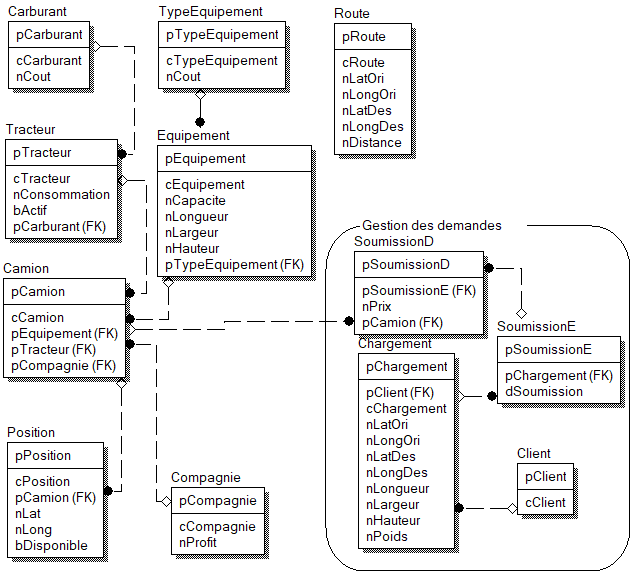 Carburant
pCarburant
cCarburant
nCout
TypeEquipement
pTypeEquipement
cTypeEquipement
nCout
Route
pRoute
cRoute
nLatOri
nLongOri
nLatDes
nLongDes
nDistance
Tracteur
pTracteur
cTracteur
nConsommation
bActif
pCarburant (FK)
Equipement
pEquipement
cEquipement
nCapacite
nLongueur
nLargeur
nHauteur
pTypeEquipement (FK)
Gestion des demandes
SoumissionD
pSoumissionD
pSoumissionE (FK)
nPrix
pCamion (FK)
Camion
pCamion
cCamion
pEquipement (FK)
pTracteur (FK)
pCompagnie (FK)
SoumissionE
pSoumissionE
pChargement (FK)
dSoumission
Chargement
pChargement
pClient (FK)
cChargement
nLatOri
nLongOri
nLatDes
nLongDes
nLongueur
nLargeur
nHauteur
nPoids
Position
pPosition
cPosition
pCamion (FK)
nLat
nLong
bDisponible
Compagnie
pCompagnie
cCompagnie
nProfit
Client
pClient
cClient